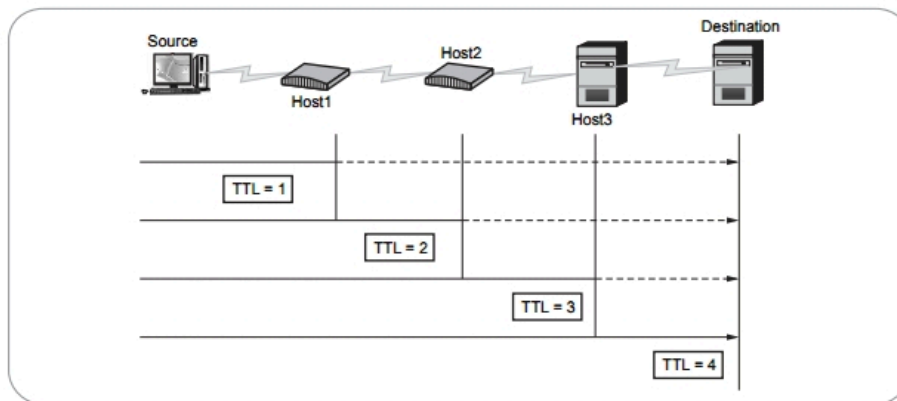 Source
Host1
Host2
Host3
Destination
TTL = 1
TTL = 2
TTL = 3
TTL = 4